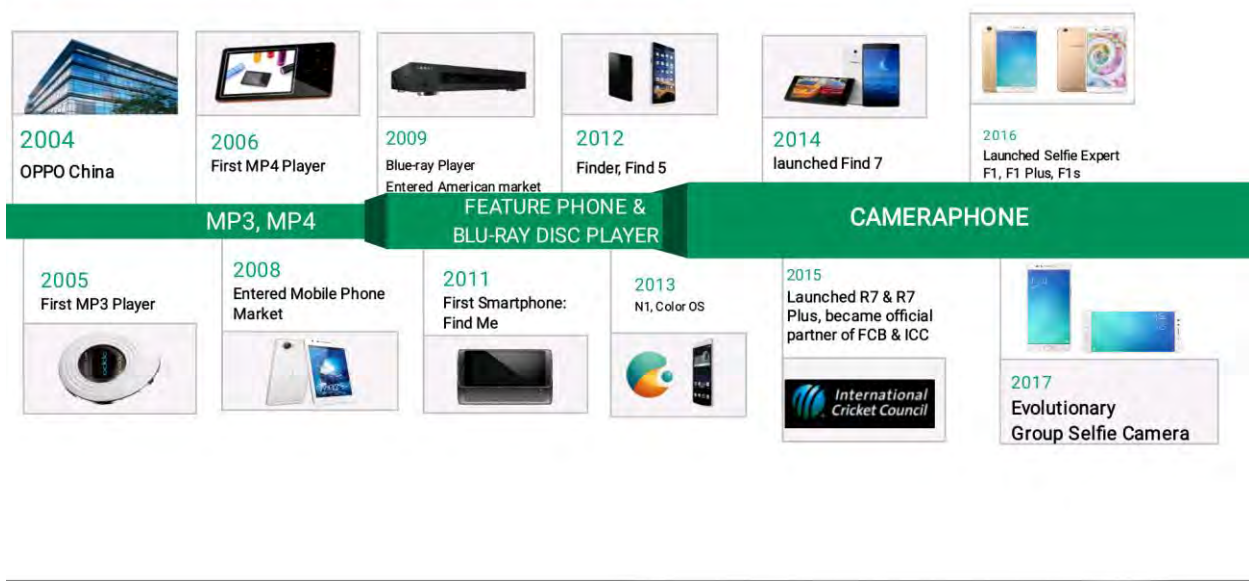 2004
OPPO China
2006
First MP4 Player
2009
Blue-ray Player
Entered American market
2012
Finder, Find 5
2014
launched Find 7
2016
Launched Selfie Expert
F1, F1 Plus, F1s
MP3, MP4
FEATURE PHONE &
BLU-RAY DISC PLAYER
CAMERAPHONE
2005
First MP3 Player
2008
Entered Mobile Phone
Market
2011
First Smartphone:
Find Me
2013
N1, Color OS
2015
Launched R7 & R7
Plus, became official
partner of FCB & ICC
International
Cricket Council
2017
Evolutionary
Group Selfie Camera